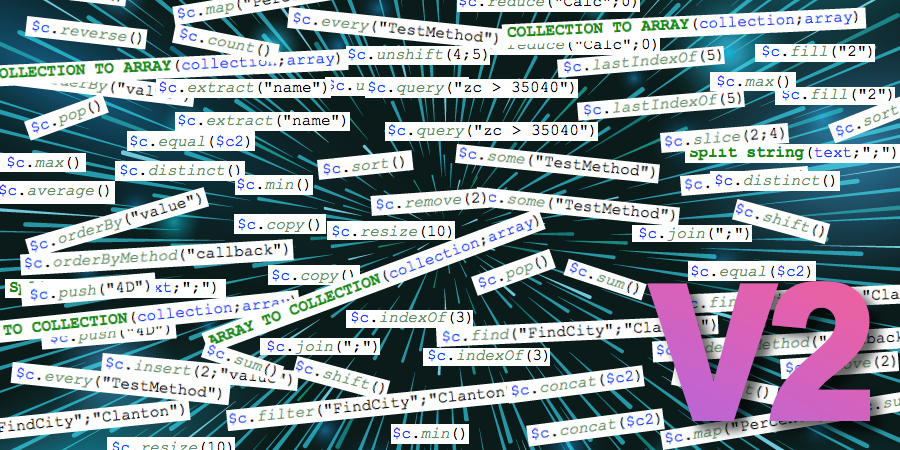 $c.reduce("Calc";0)
$c.map("Perc
$c.every("TestMethod")
COLLECTION TO ARRAY(collection;array)
$c.reverse()
$c.count()
reduce("Calc";0)
OLLECTION TO ARRAY(collection;array)
$c.unshift(4;5)
$c.lastIndexOf(5)
$c.fill("2")
derBy("val
$c.extract("name")
$c.u
$c.query("zc > 35040")
$c.max()
$c.fill("2")
$c.pop()
$c.lastIndexOf(5)
$c.sort
$c.extract("name")
$c.query("zc > 35040")
$c.equal($c2)
$c.slice(2;4)
Split string(text;";")
$c.max()
$c.distinct()
$c.sort()
$c.some("TestMethod")
$c.average()
$c.min()
$c.
$c.distinct()
$c.orderBy("value")
$c.remove(2)
c.some("TestMethod")
$c.shift()
$c.copy()
$c.resize(10)
$c.join(";")
$c.orderByMethod("callback")
$c.copy()
ARRAY TO COLLECTION(collection;array)
$c.pop()
$c.sum()
$c.equal($c2)
Sp
$c.push("4D")
xt;";")
TO COLLECTION(collection;array
$c.push("4D")
$c.indexOf(3)
$c.find("FindCity";"Cla
V2
$c.sum()
$c.join(";")
$c.indexOf(3)
$c.insert(2;"value")
$c.shift()
$c.every("TestMethod")
$c.concat($c2)
FindCity";"Clanton")
$c.filter("FindCity";"Clanton"
$c.min()
$c.concat($c2)
$c.map("Percen
$c.resize(10)